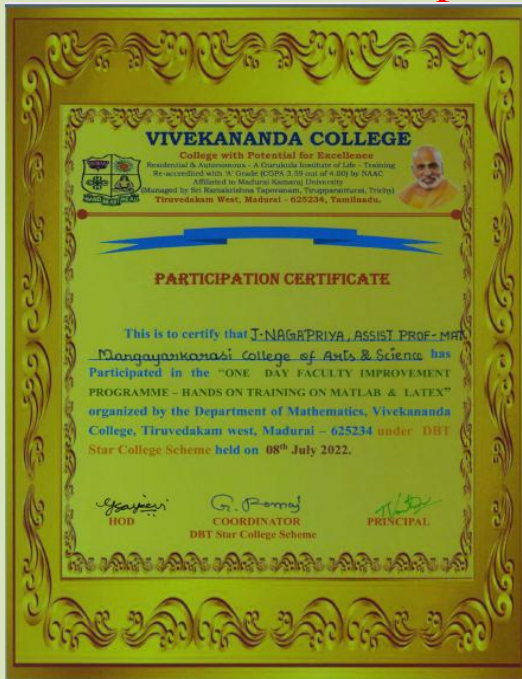 VIVEKANANDA COLLEGE
College with Potential for Excellence
Residential & Autonomous - A Gurukula Institute of Life - Training
Re-accredited with 'A' Grade (CGPA 3.59 out of 4.00) by NAAC
Affiliated to Madurai Kamaraj University
(Managed by Sri Ramakrishna Tapovanam, Tirupparaitturai, Trichy)
Tiruvedakam West, Madurai - 625234, Tamilnadu.
HAND HEART HEAD
PARTICIPATION CERTIFICATE
This is to certify that J-NAGAPRIYA, ASSIST PROF-MAT
Mangayarkarasi College of Arts & Science has
Participated in the "ONE DAY FACULTY IMPROVEMENT
PROGRAMME – HANDS ON TRAINING ON MATLAB & LATEX"
organized by the Department of Mathematics, Vivekananda
College, Tiruvedakam west, Madurai – 625234 under DBT
Star College Scheme held on 08th July 2022.
HOD COORDINATOR PRINCIPAL
DBT Star College Scheme